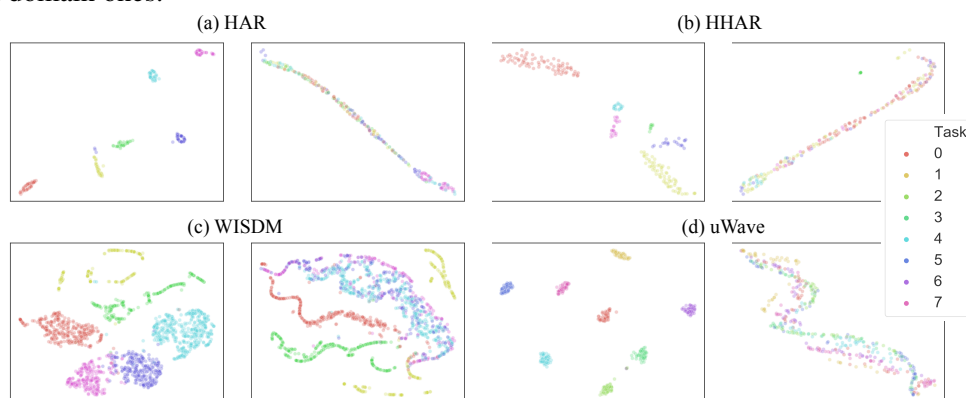 domain ones.
(a) HAR
(b) HHAR
Task
0
1
2
3
4
5
6
7
(c) WISDM
(d) uWave